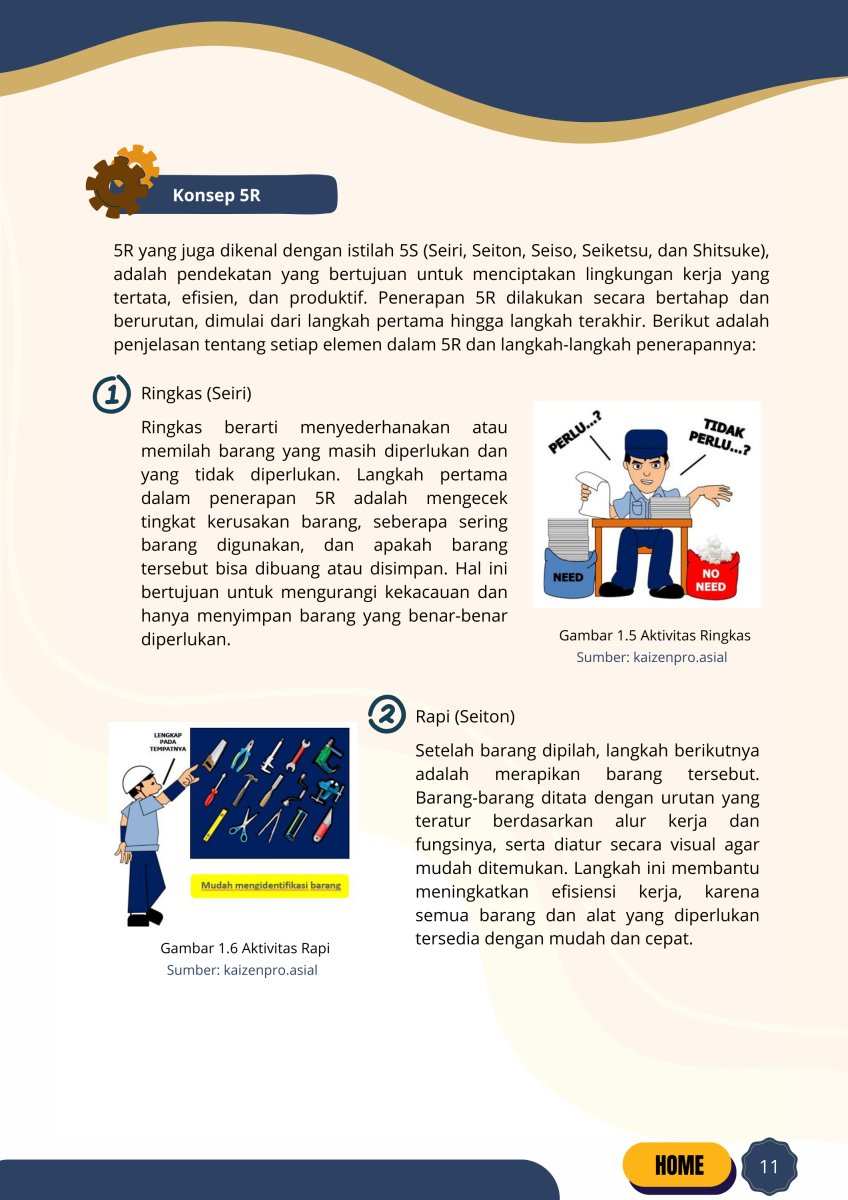 Konsep 5R
5R yang juga dikenal dengan istilah 5S (Seiri, Seiton, Seiso, Seiketsu, dan Shitsuke),
adalah pendekatan yang bertujuan untuk menciptakan lingkungan kerja yang
tertata, efisien, dan produktif. Penerapan 5R dilakukan secara bertahap dan
berurutan, dimulai dari langkah pertama hingga langkah terakhir. Berikut adalah
penjelasan tentang setiap elemen dalam 5R dan langkah-langkah penerapannya:
1
Ringkas (Seiri)
Ringkas berarti menyederhanakan atau
memilah barang yang masih diperlukan dan
yang tidak diperlukan. Langkah pertama
dalam penerapan 5R adalah mengecek
tingkat kerusakan barang, seberapa sering
barang digunakan, dan apakah barang
tersebut bisa dibuang atau disimpan. Hal ini
bertujuan untuk mengurangi kekacauan dan
hanya menyimpan barang yang benar-benar
diperlukan.
PERLU...?
TIDAK
PERLU...?
NEED
NO
NEED
Gambar 1.5 Aktivitas Ringkas
Sumber: kaizenpro.asial
LENGKAP
PADA
TEMPATNYA
Mudah mengidentifikasi barang
Gambar 1.6 Aktivitas Rapi
Sumber: kaizenpro.asial
2
Rapi (Seiton)
Setelah barang dipilah, langkah berikutnya
adalah merapikan barang tersebut.
Barang-barang ditata dengan urutan yang
teratur berdasarkan alur kerja dan
fungsinya, serta diatur secara visual agar
mudah ditemukan. Langkah ini membantu
meningkatkan efisiensi kerja, karena
semua barang dan alat yang diperlukan
tersedia dengan mudah dan cepat.
HOME
11